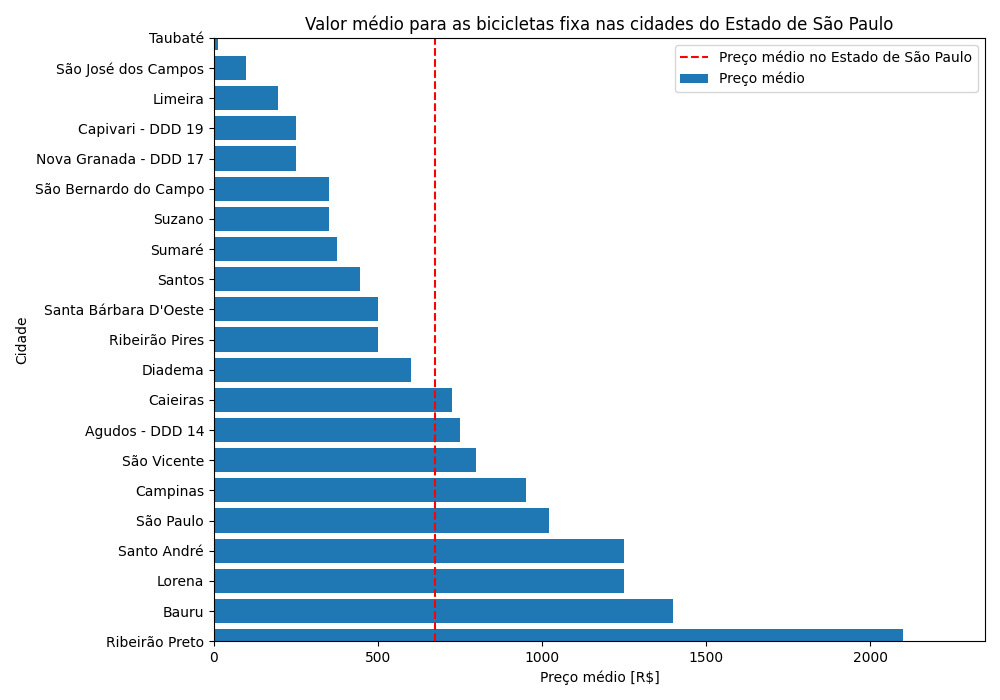 Valor médio para as bicicletas fixa nas cidades do Estado de São Paulo
Preço médio no Estado de São Paulo
Preço médio
Cidade
Taubaté
São José dos Campos
Limeira
Capivari - DDD 19
Nova Granada - DDD 17
São Bernardo do Campo
Suzano
Sumaré
Santos
Santa Bárbara D'Oeste
Ribeirão Pires
Diadema
Caieiras
Agudos - DDD 14
São Vicente
Campinas
São Paulo
Santo André
Lorena
Bauru
Ribeirão Preto
0 500 1000 1500 2000
Preço médio [R$]